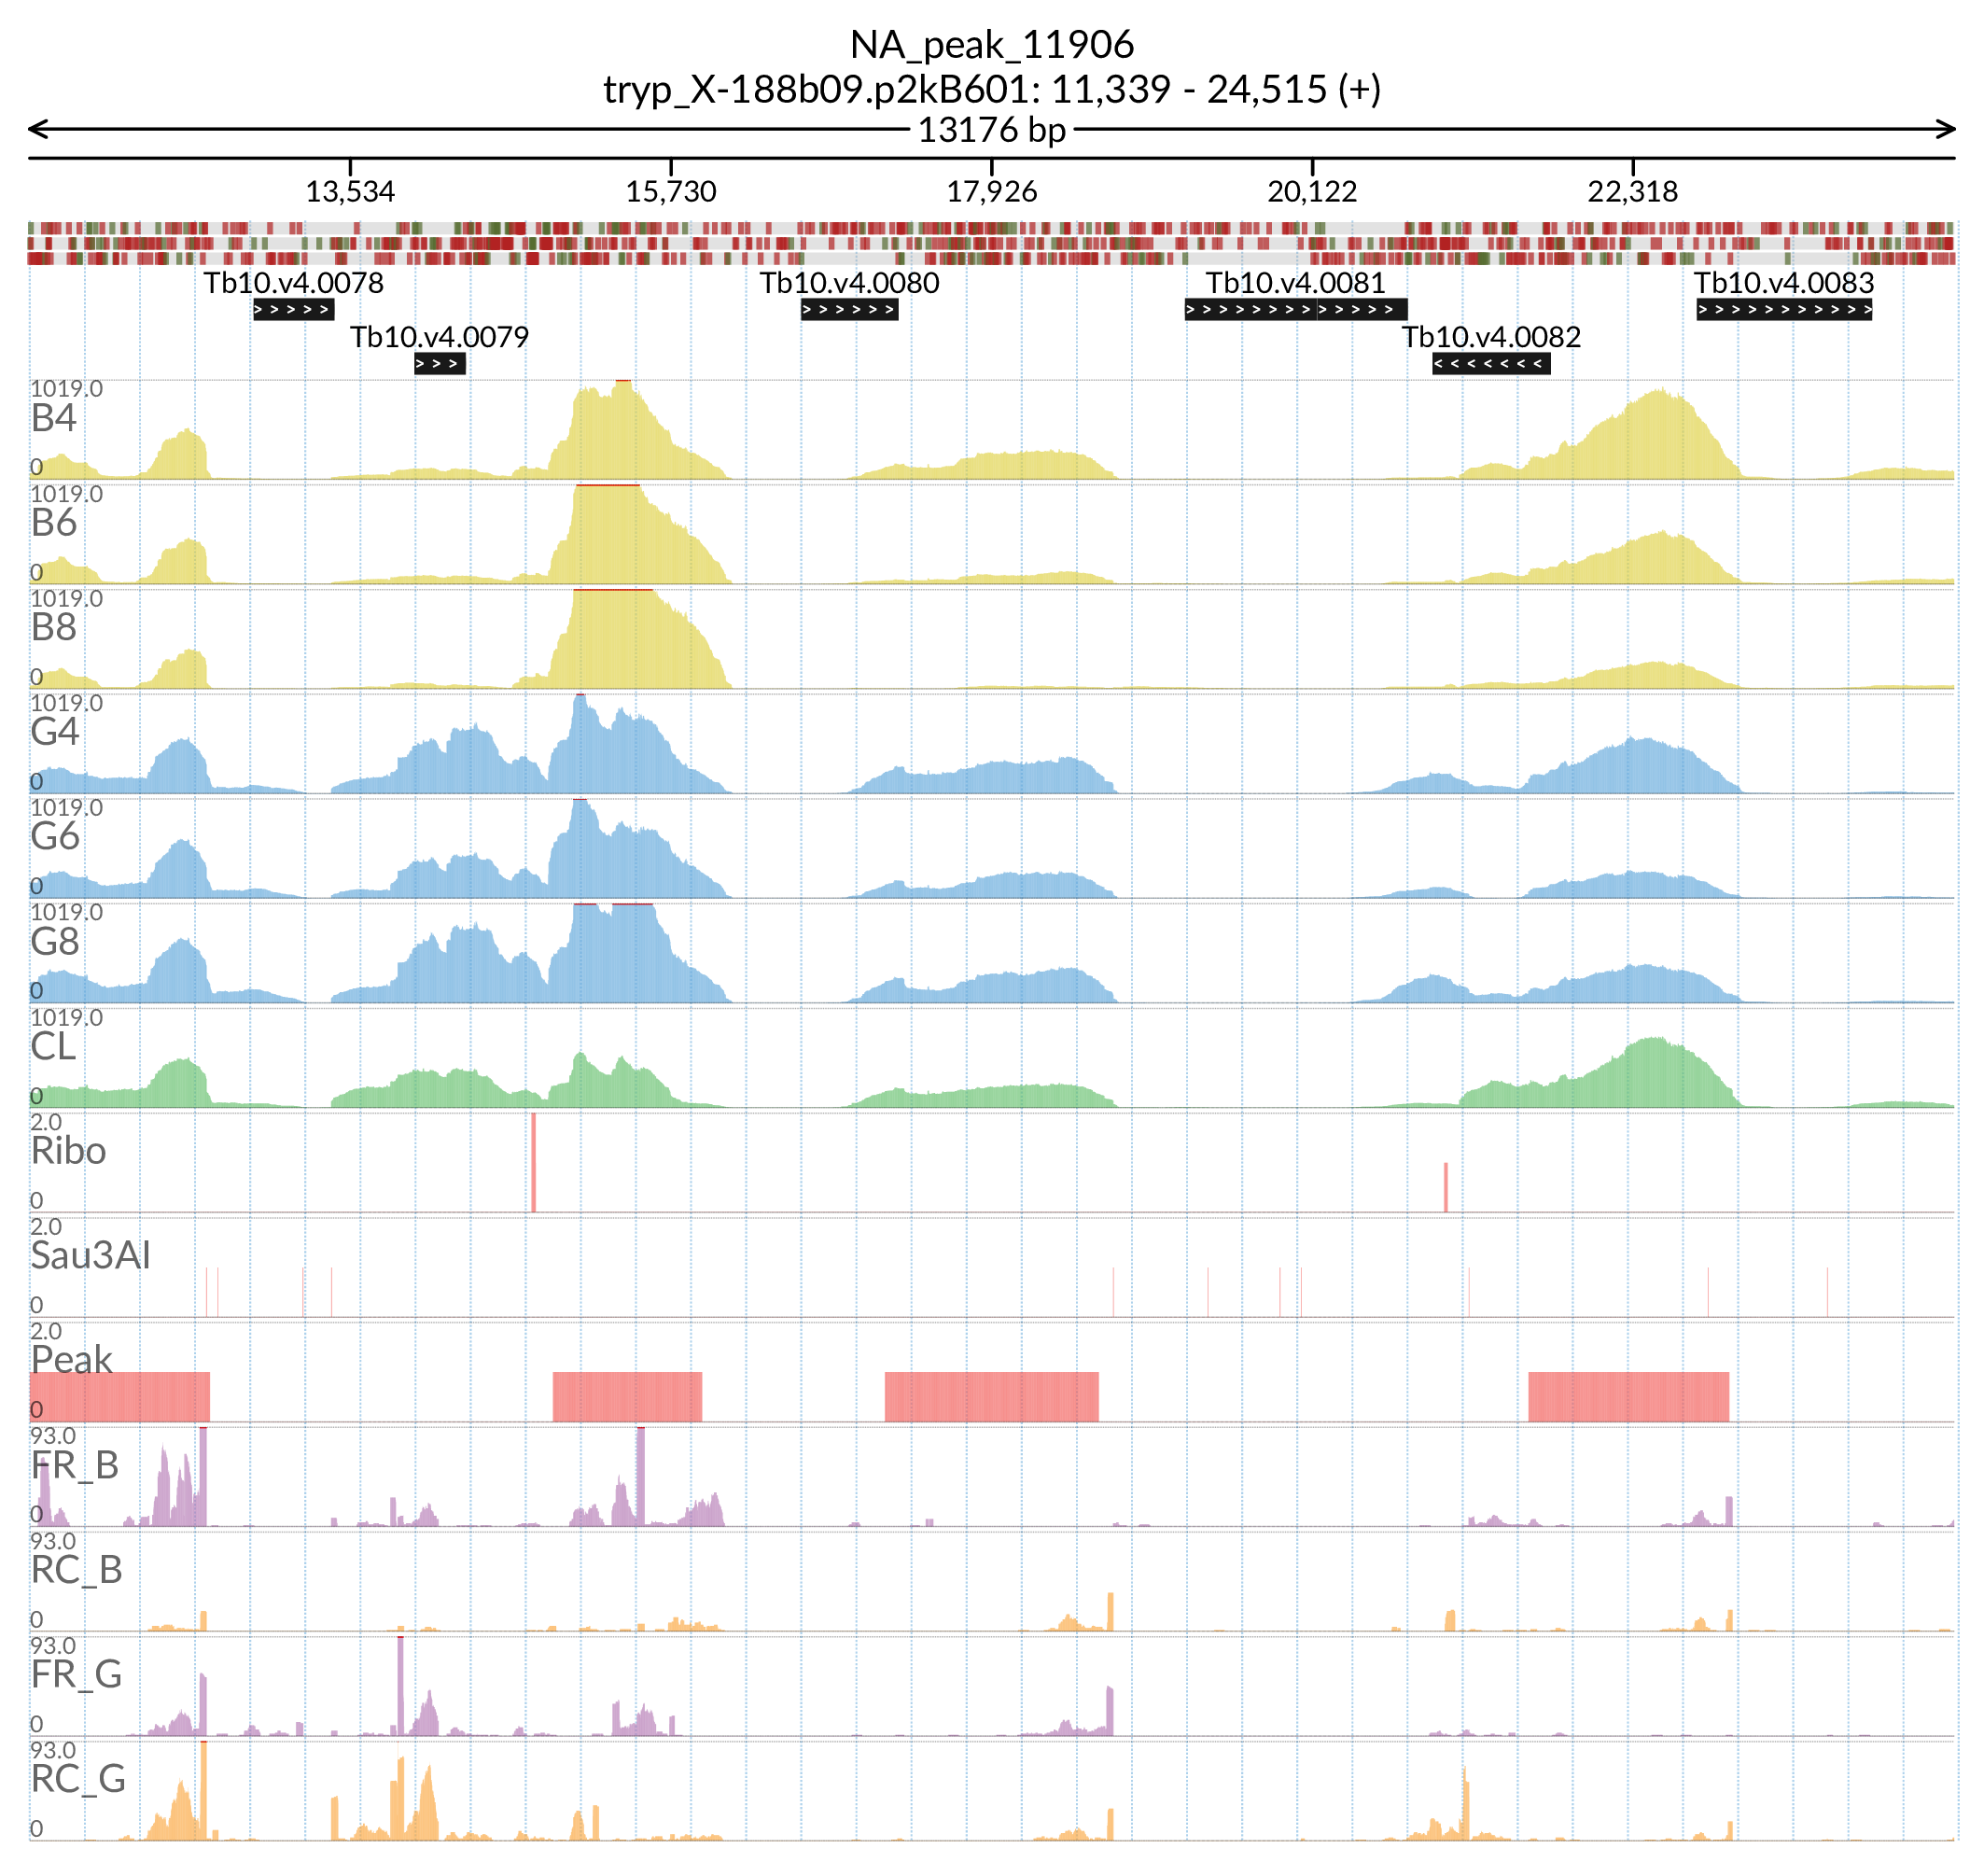 NA_peak_11906
tryp_X-188b09.p2kB601: 11,339 - 24,515 (+)
13176 bp
13,534 15,730 17,926 20,122 22,318
Tb10.v4.0078 Tb10.v4.0080 Tb10.v4.0081 Tb10.v4.0083
Tb10.v4.0079 Tb10.v4.0082
1019.0
B4
0
1019.0
B6
0
1019.0
B8
0
1019.0
G4
0
1019.0
G6
0
1019.0
G8
0
1019.0
CL
0
2.0
Ribo
0
2.0
Sau3AI
0
2.0
Peak
0
93.0
FR_B
0
93.0
RC_B
0
93.0
FR_G
0
93.0
RC_G
0